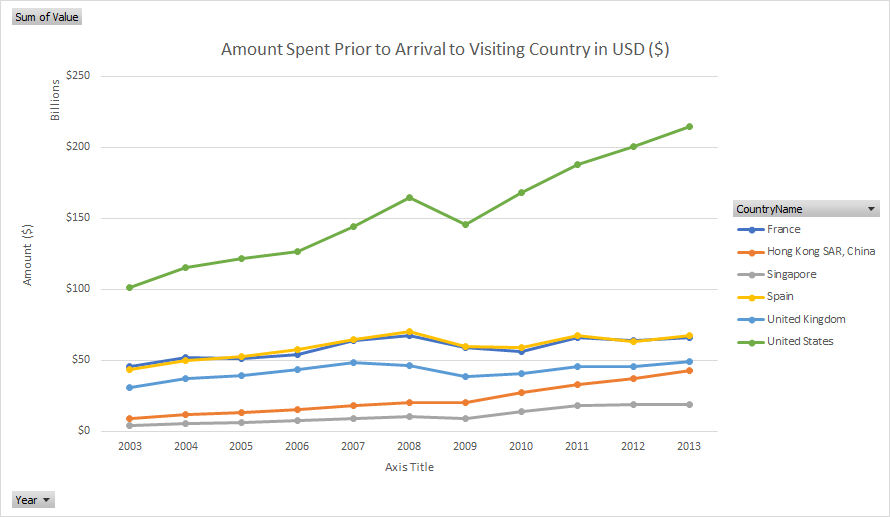 Sum of Value
Amount Spent Prior to Arrival to Visiting Country in USD ($)
Billions
Amount ($)
$250
$200
$150
$100
$50
$0
2003 2004 2005 2006 2007 2008 2009 2010 2011 2012 2013
Axis Title
CountryName
France
Hong Kong SAR, China
Singapore
Spain
United Kingdom
United States
Year